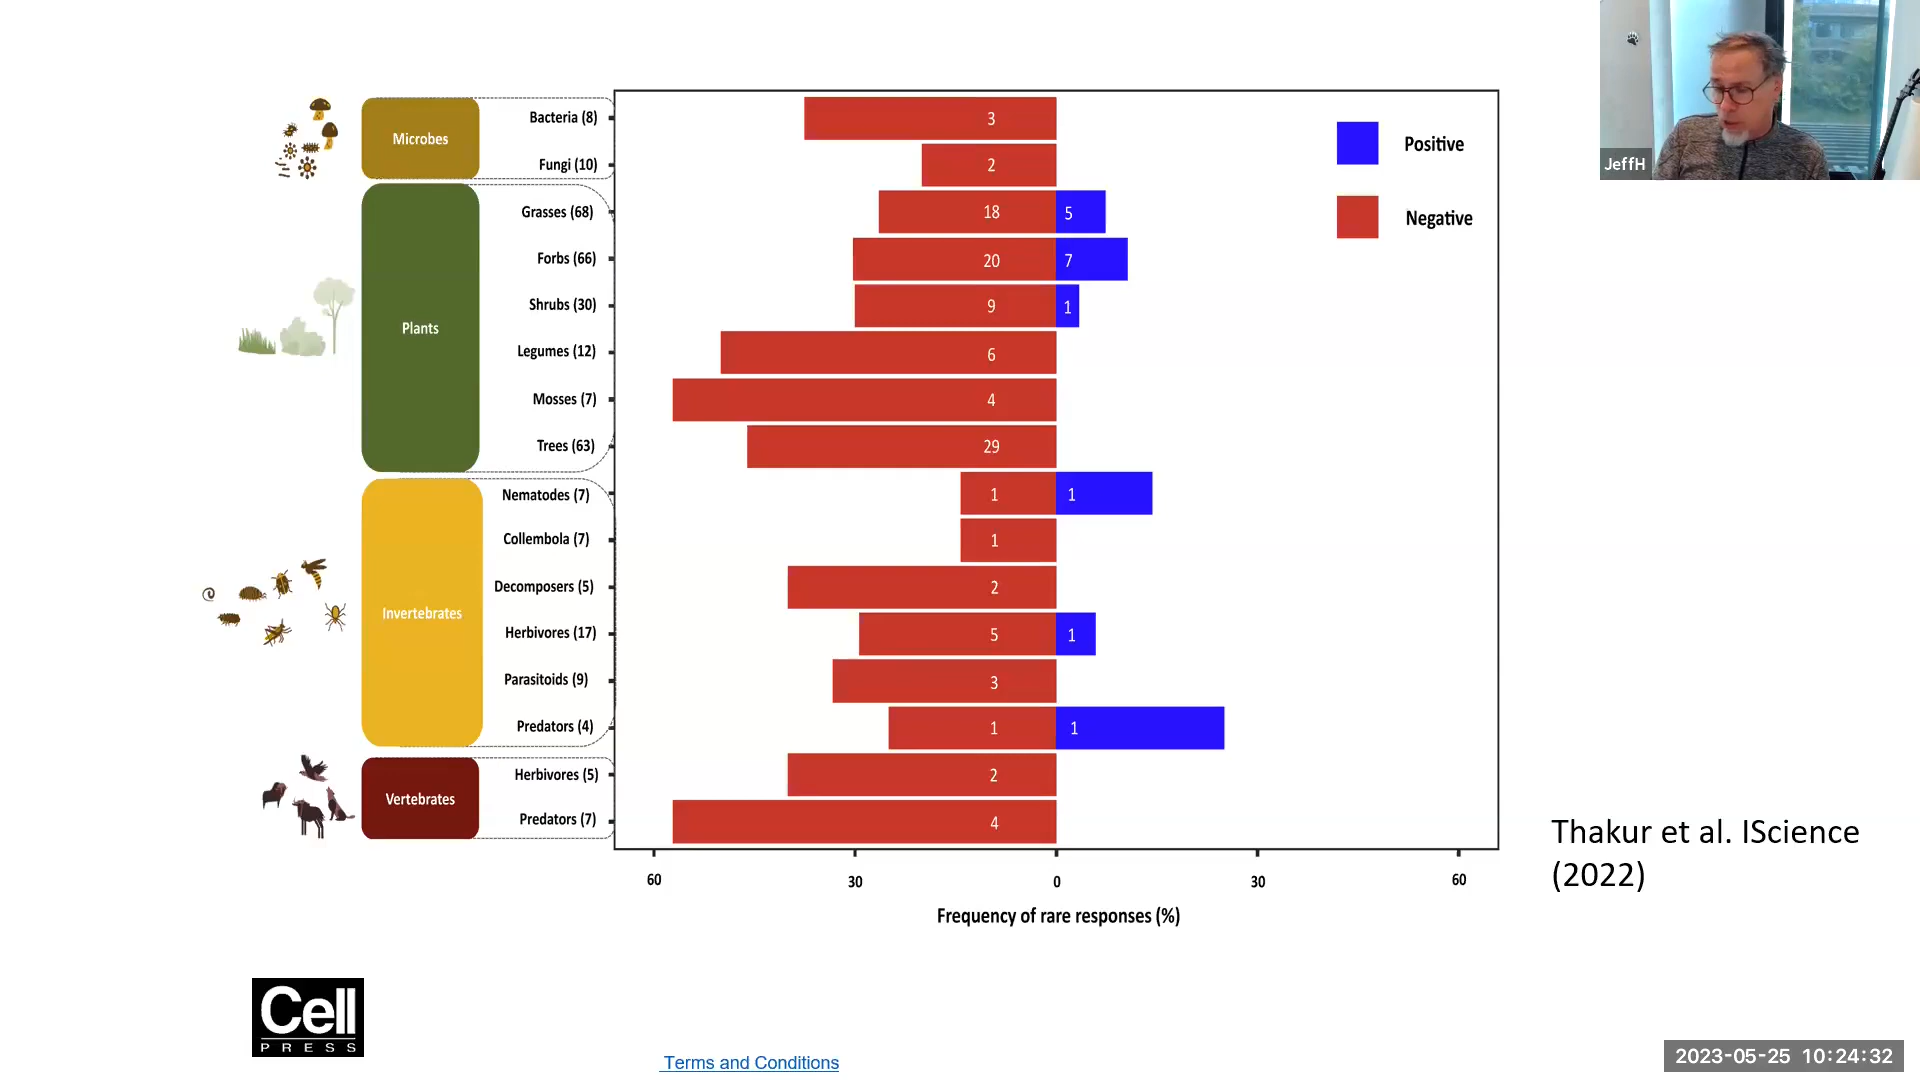 JeffH
Microbes
Bacteria (8)
3
Fungi (10)
2
Plants
Grasses (68)
18
5
Forbs (66)
20
7
Shrubs (30)
9
1
Legumes (12)
6
Mosses (7)
4
Trees (63)
29
Invertebrates
Nematodes (7)
1
1
Collembola (7)
1
Decomposers (5)
2
Herbivores (17)
5
1
Parasitoids (9)
3
Predators (4)
1
1
Vertebrates
Herbivores (5)
2
Predators (7)
4
Positive
Negative
60
30
0
30
60
Frequency of rare responses (%)
Thakur et al. IScience
(2022)
Cell
PRESS
Terms and Conditions
2023-05-25 10:24:32